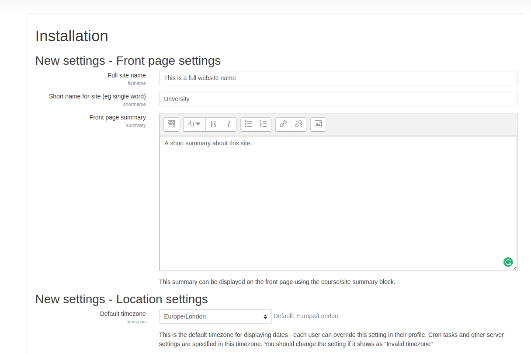 Installation
New settings - Front page settings
Full site name
fullname
This is a full website name
Short name for site (eg single word)
shortname
Unversity
Front page summary
summary
A short summary about this site
This summary can be displayed on the front page using the course/site summary block.
New settings - Location settings
Default timezone
timezone
Europe/London
Default: Europe/London
This is the default timezone for displaying dates - each user can override this setting in their profile. Cron tasks and other server
settings are specified in this timezone. You should change the setting if it shows as "Invalid timezone"